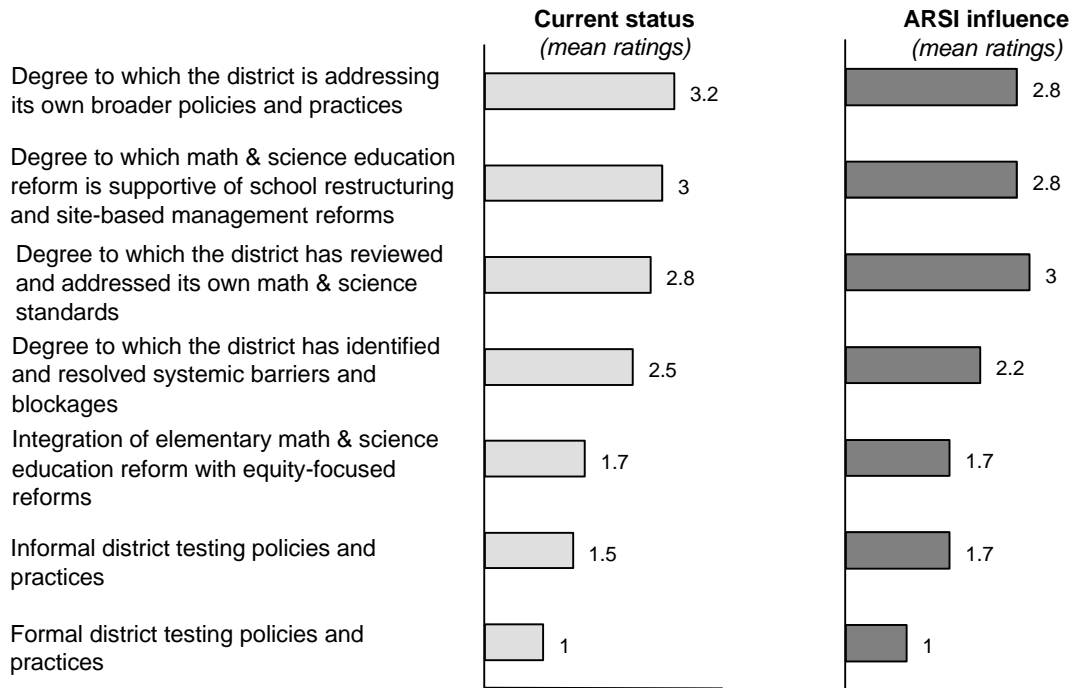 Current status
(mean ratings)
ARSI influence
(mean ratings)
Degree to which the district is addressing
its own broader policies and practices
3.2
2.8
Degree to which math & science education
reform is supportive of school restructuring
and site-based management reforms
3
2.8
Degree to which the district has reviewed
and addressed its own math & science
standards
2.8
3
Degree to which the district has identified
and resolved systemic barriers and
blockages
2.5
2.2
Integration of elementary math & science
education reform with equity-focused
reforms
1.7
1.7
Informal district testing policies and
practices
1.5
1.7
Formal district testing policies and
practices
1
1